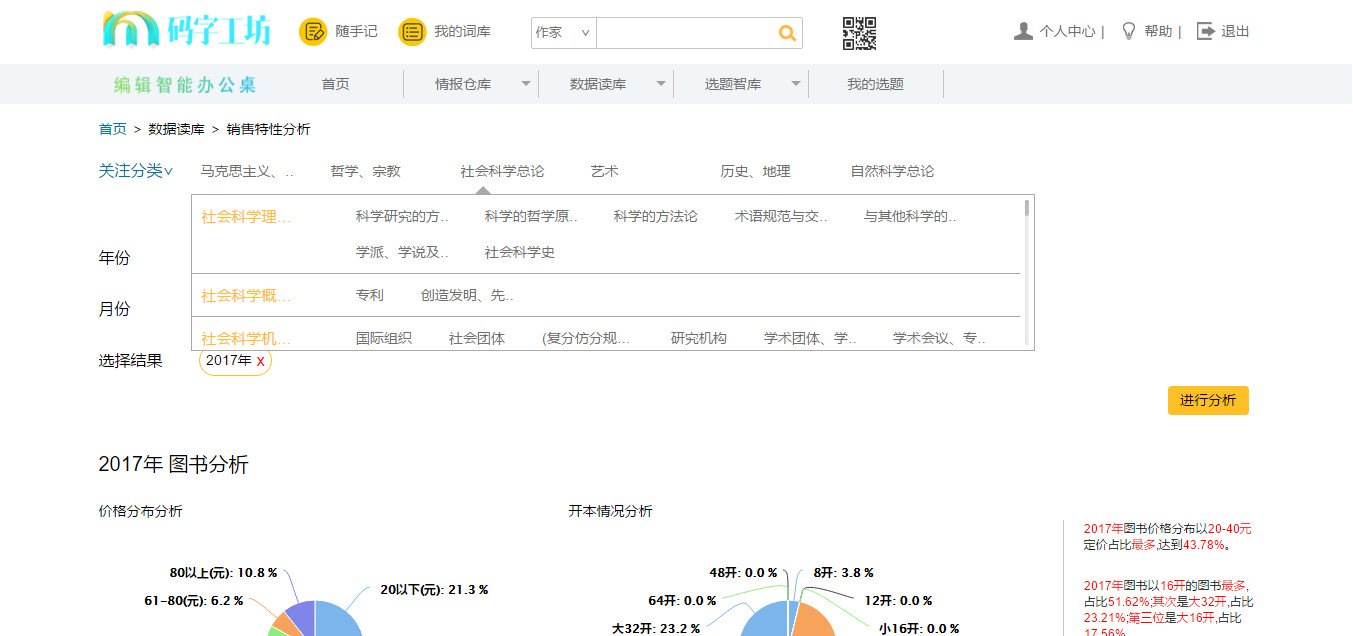 码字工坊 随手记 我的词库 作家 个人中心 | 帮助 | 退出
编辑智能办公桌 首页 情报仓库 数据读库 选题智库 我的选题
首页 > 数据读库 > 销售特性分析
关注分类 马克思主义、.. 哲学、宗教 社会科学总论 艺术 历史、地理 自然科学总论
社会科学理... 科学研究的方.. 科学的哲学原.. 科学的方法论 术语规范与交.. 与其他科学的..
学派、学说及.. 社会科学史
年份
社会科学概... 专利 创造发明、先..
月份
社会科学机... 国际组织 社会团体 (复分仿分规... 研究机构 学术团体、学.. 学术会议、专..
选择结果 2017年 x
进行分析
2017年 图书分析
价格分布分析 开本情况分析
2017年图书价格分布以20-40元
定价占比最多,达到43.78%。
80以上(元): 10.8 % 48开: 0.0 % 8开: 3.8 %
20以下(元): 21.3 %
2017年图书以16开的图书最多,
61-80(元): 6.2 % 64开: 0.0 % 12开: 0.0 %
占比51.62%;其次是大32开,占比
23.21%;第三位是大16开,占比
大32开: 23.2 % 小16开: 0.0 %
17.56%